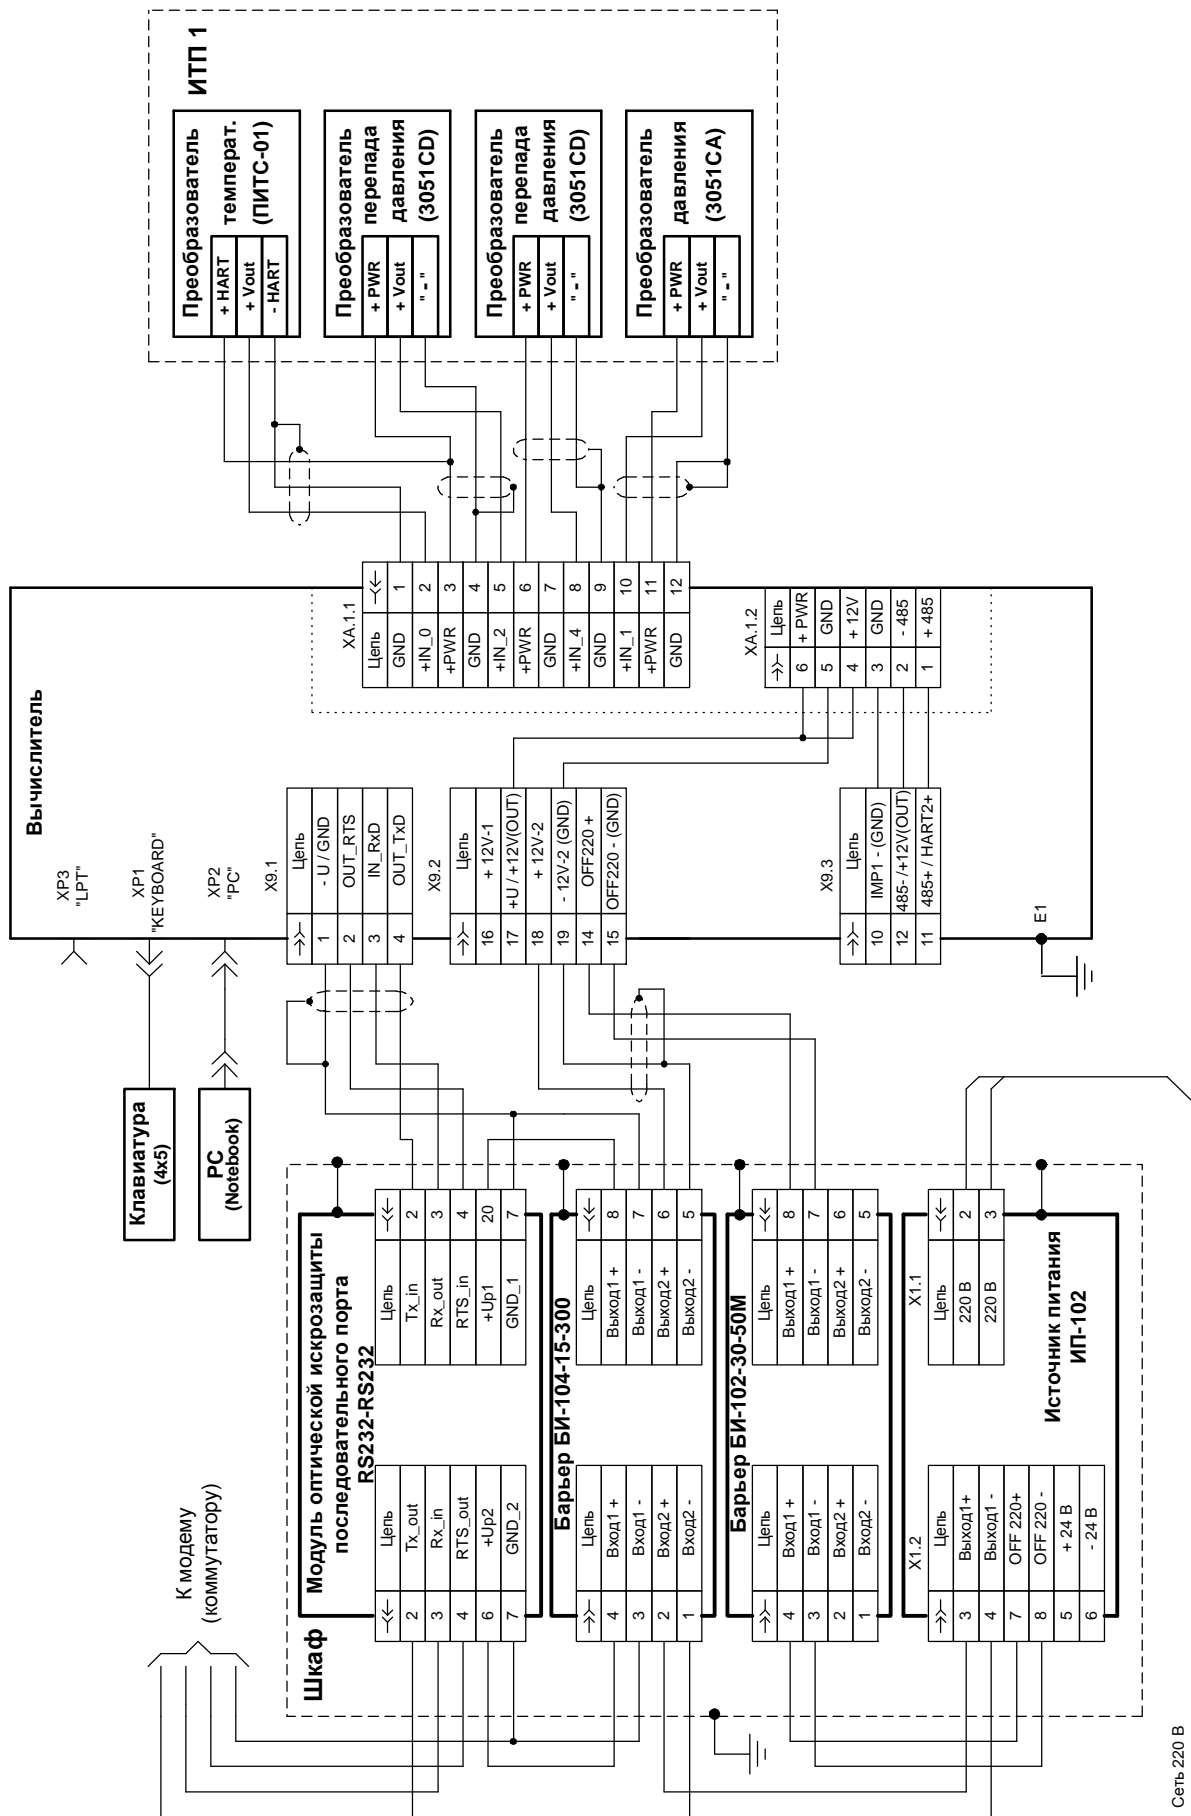 ИТП 1
Преобразователь
температ.
(ПИТС-01)
+ HART
+ Vout
- HART
Преобразователь
перепада
давления
(3051CD)
+ PWR
+ Vout
" - "
Преобразователь
перепада
давления
(3051CD)
+ PWR
+ Vout
" - "
Преобразователь
давления
(3051CA)
+ PWR
+ Vout
" - "
Вычислитель
XP3
"LPT"
XP1
"KEYBOARD"
XP2
"PC"
XA.1.1
Цепь
GND 1
+IN_0 2
+PWR 3
GND 4
+IN_2 5
+PWR 6
GND 7
+IN_4 8
GND 9
+IN_1 10
+PWR 11
GND 12
XA.1.2
Цепь
6 + PWR
5 GND
4 + 12V
3 GND
2 - 485
1 + 485
X9.1
Цепь
1 - U / GND
2 OUT_RTS
3 IN_RxD
4 OUT_TxD
X9.2
Цепь
16 + 12V-1
17 +U / +12V(OUT)
18 + 12V-2
19 - 12V-2 (GND)
14 OFF220 +
15 OFF220 - (GND)
X9.3
Цепь
10 IMP1 - (GND)
12 485- /+12V(OUT)
11 485+ / HART2+
E1
Клавиатура
(4x5)
PC
(Notebook)
К модему
(коммутатору)
Шкаф
Модуль оптической искрозащиты
последовательного порта
RS232-RS232
Цепь
Tx_in 2
Rx_out 3
RTS_in 4
+Up1 20
GND_1 7
Цепь
2 Tx_out
3 Rx_in
4 RTS_out
6 +Up2
7 GND_2
Барьер БИ-104-15-300
Цепь
Выход1 + 8
Выход1 - 7
Выход2 + 6
Выход2 - 5
Цепь
4 Вход1 +
3 Вход1 -
2 Вход2 +
1 Вход2 -
Барьер БИ-102-30-50М
Цепь
Выход1 + 8
Выход1 - 7
Выход2 + 6
Выход2 - 5
Цепь
4 Вход1 +
3 Вход1 -
2 Вход2 +
1 Вход2 -
X1.1
Цепь
220 В 2
220 В 3
Источник питания
ИП-102
X1.2
Цепь
3 Выход1+
4 Выход1 -
7 OFF 220+
8 OFF 220 -
5 + 24 В
6 - 24 В
Сеть 220 В